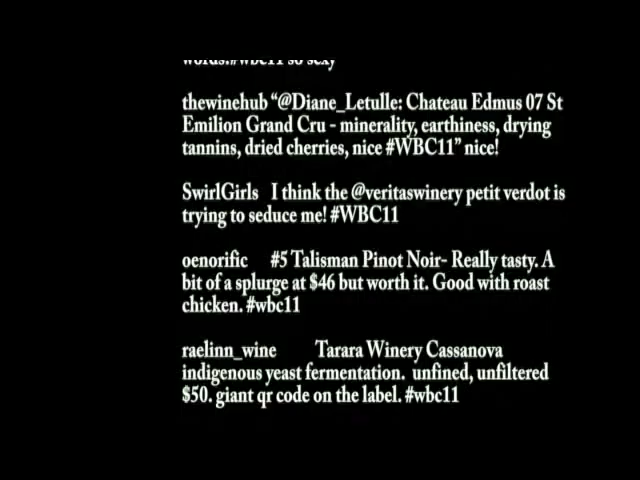 words.#wbc11 so sexy
thewinehub “@Diane_Letulle: Chateau Edmus 07 St
Emilion Grand Cru - minerality, earthiness, drying
tannins, dried cherries, nice #WBC11” nice!
SwirlGirls I think the @veritaswinery petit verdot is
trying to seduce me! #WBC11
oenorific #5 Talisman Pinot Noir- Really tasty. A
bit of a splurge at $46 but worth it. Good with roast
chicken. #wbc11
raelinn_wine Tarara Winery Cassanova
indigenous yeast fermentation. unfined, unfiltered
$50. giant qr code on the label. #wbc11